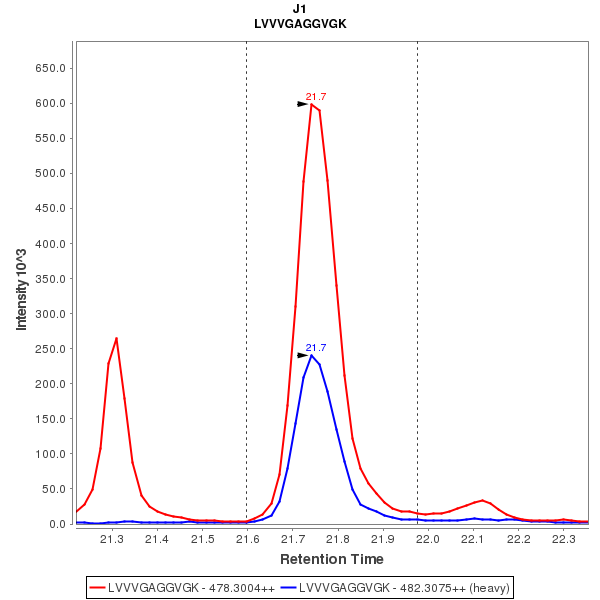 J1
LVVVGAGGVGK
Intensity 10^3
650.0
600.0
550.0
500.0
450.0
400.0
350.0
300.0
250.0
200.0
150.0
100.0
50.0
0.0
21.7
21.7
21.3 21.4 21.5 21.6 21.7 21.8 21.9 22.0 22.1 22.2 22.3
Retention Time
LVVVGAGGVGK - 478.3004++ LVVVGAGGVGK - 482.3075++ (heavy)